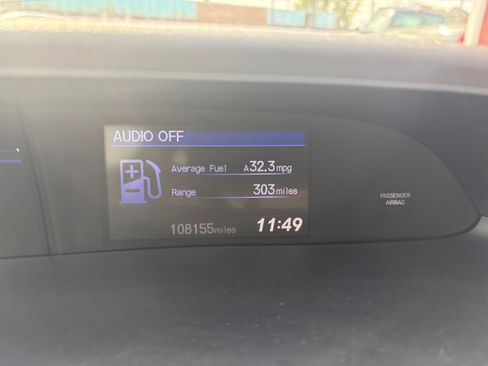 AUDIO OFF
Average Fuel A32.3mpg
Range 303miles
108155miles 11:49
PASSENGER
AIRBAG